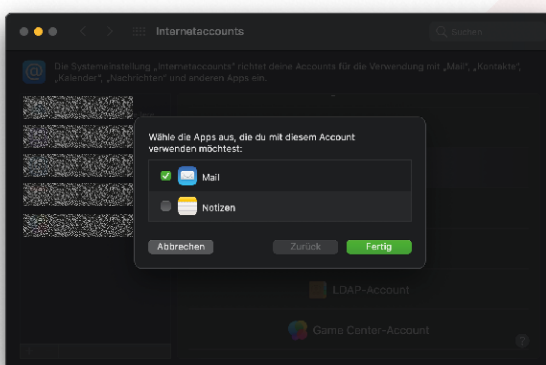 Internetaccounts
Suchen
Die Systemeinstellung „Internetaccounts“ richtet deine Accounts für die Verwendung mit „Mail“, „Kontakte“,
„Kalender“, „Nachrichten“ und anderen Apps ein.
Wähle die Apps aus, die du mit diesem Account
verwenden möchtest:
Mail
Notizen
Abbrechen
Zurück
Fertig
LDAP-Account
Game Center-Account
?